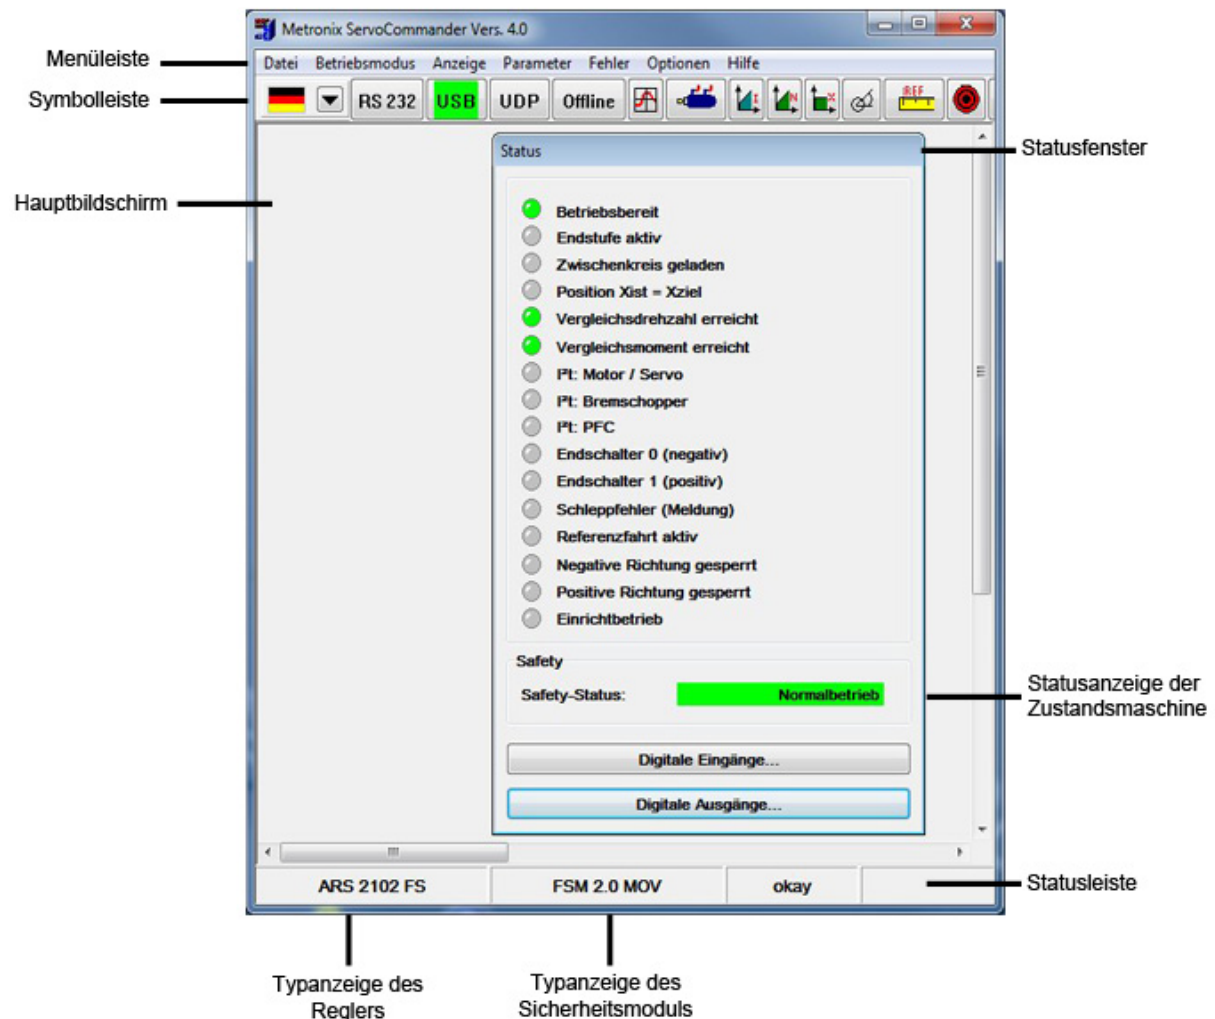 Metronix ServoCommander Vers. 4.0
Menüleiste
Datei Betriebsmodus Anzeige Parameter Fehler Optionen Hilfe
Symbolleiste
RS 232 USB UDP Offline I N X REF
Status
Statusfenster
Hauptbildschirm
Betriebsbereit
Endstufe aktiv
Zwischenkreis geladen
Position Xist = Xziel
Vergleichsdrehzahl erreicht
Vergleichsmoment erreicht
I²t: Motor / Servo
I²t: Bremschopper
I²t: PFC
Endschalter 0 (negativ)
Endschalter 1 (positiv)
Schleppfehler (Meldung)
Referenzfahrt aktiv
Negative Richtung gesperrt
Positive Richtung gesperrt
Einrichtbetrieb
Safety
Safety-Status: Normalbetrieb
Statusanzeige der
Zustandsmaschine
Digitale Eingänge...
Digitale Ausgänge...
ARS 2102 FS FSM 2.0 MOV okay
Statusleiste
Typanzeige des
Reglers
Typanzeige des
Sicherheitsmoduls